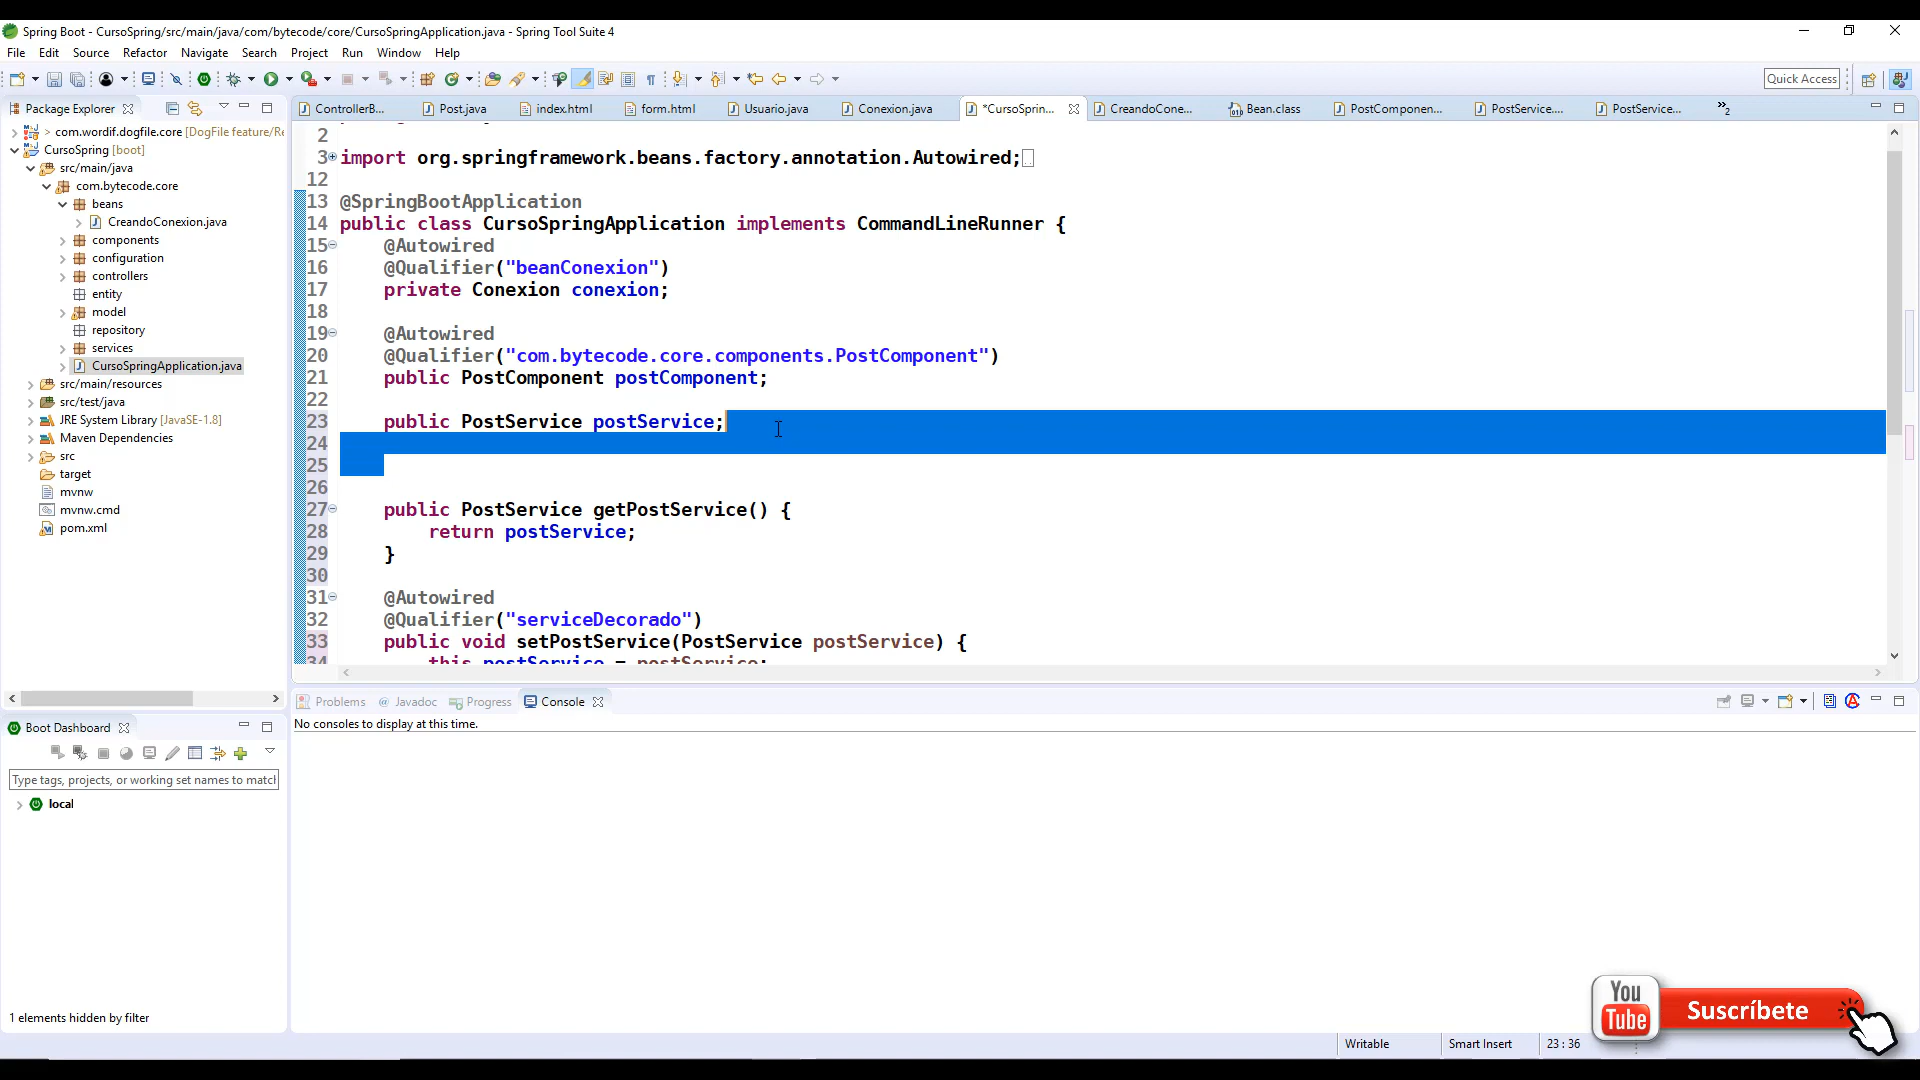 Spring Boot - CursoSpring/src/main/java/com/bytecode/core/CursoSpringApplication.java - Spring Tool Suite 4
File Edit Source Refactor Navigate Search Project Run Window Help
Quick Access
Package Explorer
ControllerB... Post.java index.html form.html Usuario.java Conexion.java *CursoSprin... CreandoCone... Bean.class PostComponen... PostService.... PostService... »2
> com.wordif.dogfile.core [DogFile feature/Re
CursoSpring [boot]
src/main/java
com.bytecode.core
beans
CreandoConexion.java
components
configuration
controllers
entity
model
repository
services
CursoSpringApplication.java
src/main/resources
src/test/java
JRE System Library [JavaSE-1.8]
Maven Dependencies
src
target
mvnw
mvnw.cmd
pom.xml
2
3 import org.springframework.beans.factory.annotation.Autowired;
12
13 @SpringBootApplication
14 public class CursoSpringApplication implements CommandLineRunner {
15 @Autowired
16 @Qualifier("beanConexion")
17 private Conexion conexion;
18
19 @Autowired
20 @Qualifier("com.bytecode.core.components.PostComponent")
21 public PostComponent postComponent;
22
23 public PostService postService;
24
25
26
27 public PostService getPostService() {
28 return postService;
29 }
30
31 @Autowired
32 @Qualifier("serviceDecorado")
33 public void setPostService(PostService postService) {
34 this.postService = postService;
Problems @ Javadoc Progress Console
No consoles to display at this time.
Boot Dashboard
Type tags, projects, or working set names to match
local
1 elements hidden by filter
You
Tube
Suscríbete
Writable Smart Insert 23 : 36